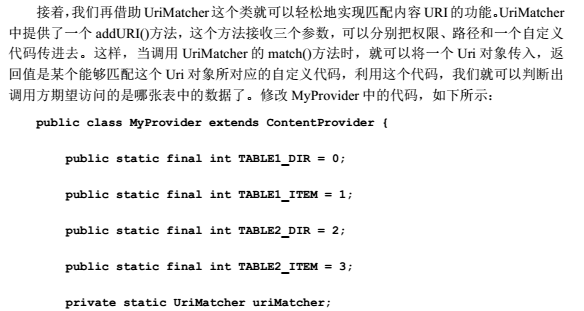 接着，我们再借助 UriMatcher 这个类就可以轻松地实现匹配内容 URI 的功能。UriMatcher
中提供了一个 addURI()方法，这个方法接收三个参数，可以分别把权限、路径和一个自定义
代码传进去。这样，当调用 UriMatcher 的 match()方法时，就可以将一个 Uri 对象传入，返
回值是某个能够匹配这个 Uri 对象所对应的自定义代码，利用这个代码，我们就可以判断出
调用方期望访问的是哪张表中的数据了。修改 MyProvider 中的代码，如下所示：
public class MyProvider extends ContentProvider {
public static final int TABLE1_DIR = 0;
public static final int TABLE1_ITEM = 1;
public static final int TABLE2_DIR = 2;
public static final int TABLE2_ITEM = 3;
private static UriMatcher uriMatcher;